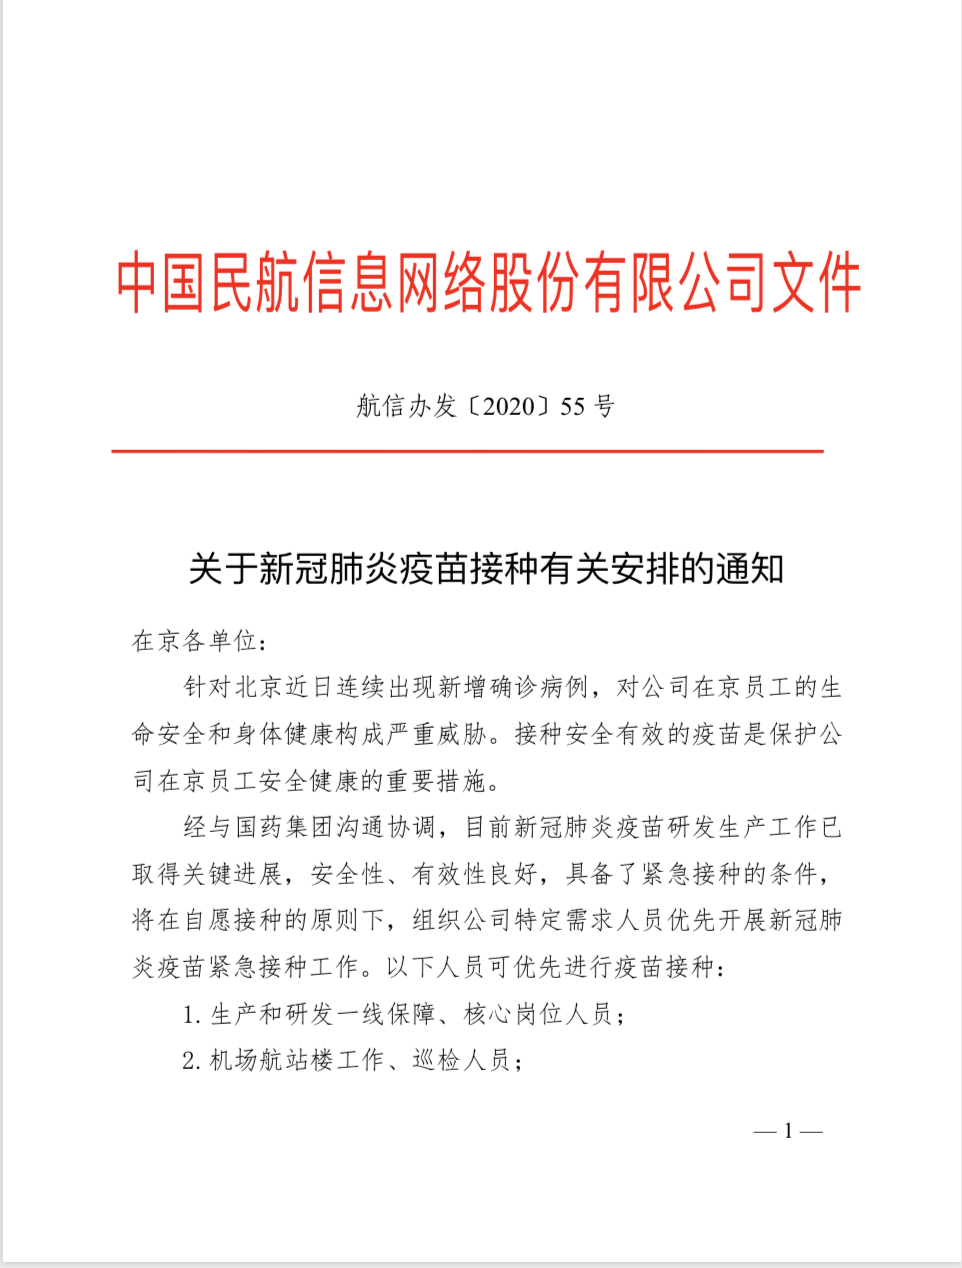 中国民航信息网络股份有限公司文件
航信办发〔2020〕55 号
关于新冠肺炎疫苗接种有关安排的通知
在京各单位：
针对北京近日连续出现新增确诊病例，对公司在京员工的生
命安全和身体健康构成严重威胁。接种安全有效的疫苗是保护公
司在京员工安全健康的重要措施。
经与国药集团沟通协调，目前新冠肺炎疫苗研发生产工作已
取得关键进展，安全性、有效性良好，具备了紧急接种的条件，
将在自愿接种的原则下，组织公司特定需求人员优先开展新冠肺
炎疫苗紧急接种工作。以下人员可优先进行疫苗接种：
1. 生产和研发一线保障、核心岗位人员；
2. 机场航站楼工作、巡检人员；
— 1 —